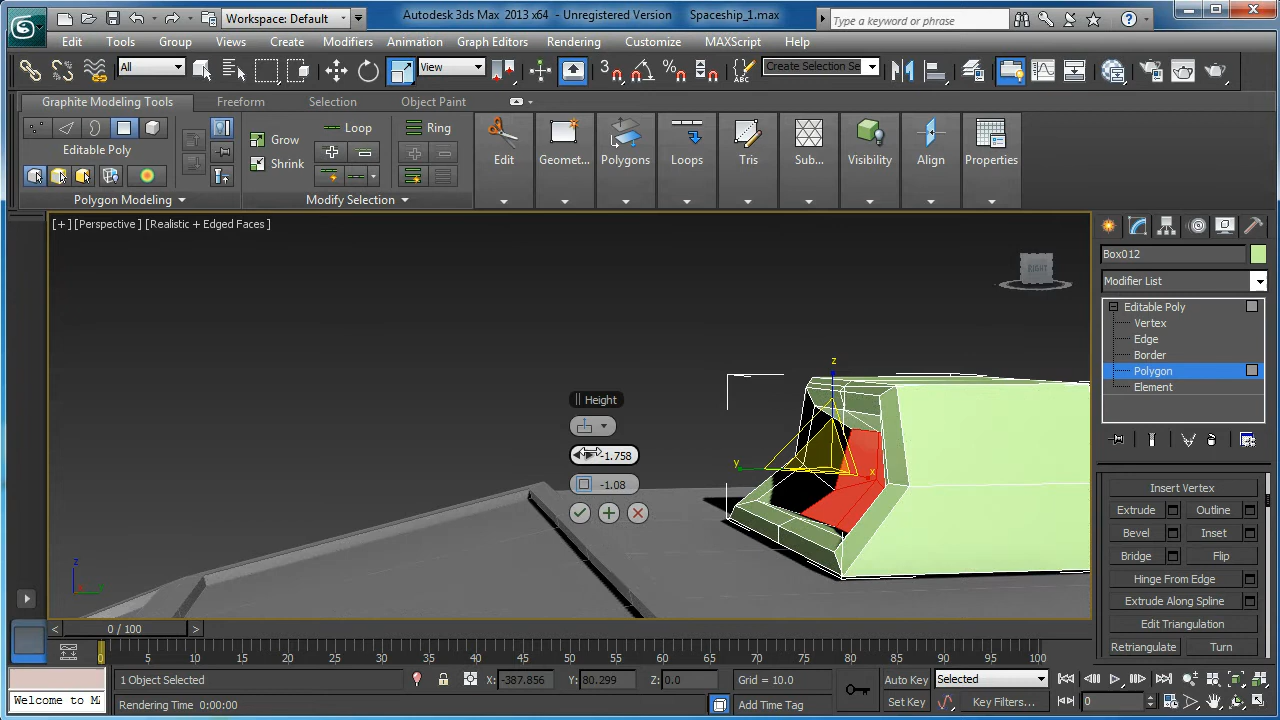 Workspace: Default
Autodesk 3ds Max 2013 x64 - Unregistered Version Spaceship_1.max
Type a keyword or phrase
Edit Tools Group Views Create Modifiers Animation Graph Editors Rendering Customize MAXScript Help
All
View
Create Selection Se
Graphite Modeling Tools Freeform Selection Object Paint
Editable Poly
Polygon Modeling
Grow
Shrink
Loop
Ring
Modify Selection
Edit
Geomet...
Polygons
Loops
Tris
Sub...
Visibility
Align
Properties
[+] [Perspective] [Realistic + Edged Faces]
RIGHT
Height
-1.758
-1.08
z
y
x
z
Box012
Modifier List
Editable Poly
Vertex
Edge
Border
Polygon
Element
Insert Vertex
Extrude Outline
Bevel Inset
Bridge Flip
Hinge From Edge
Extrude Along Spline
Edit Triangulation
Retriangulate Turn
0 / 100
0 5 10 15 20 25 30 35 40 45 50 55 60 65 70 75 80 85 90 95 100
1 Object Selected
X: -387.856 Y: 80.299 Z: 0.0
Grid = 10.0
Auto Key Selected
Welcome to M
Rendering Time 0:00:00
Add Time Tag
Set Key Key Filters...
0